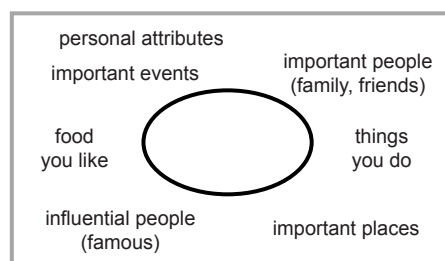 personal attributes
important events
important people
(family, friends)
food
you like
things
you do
influential people
(famous)
important places